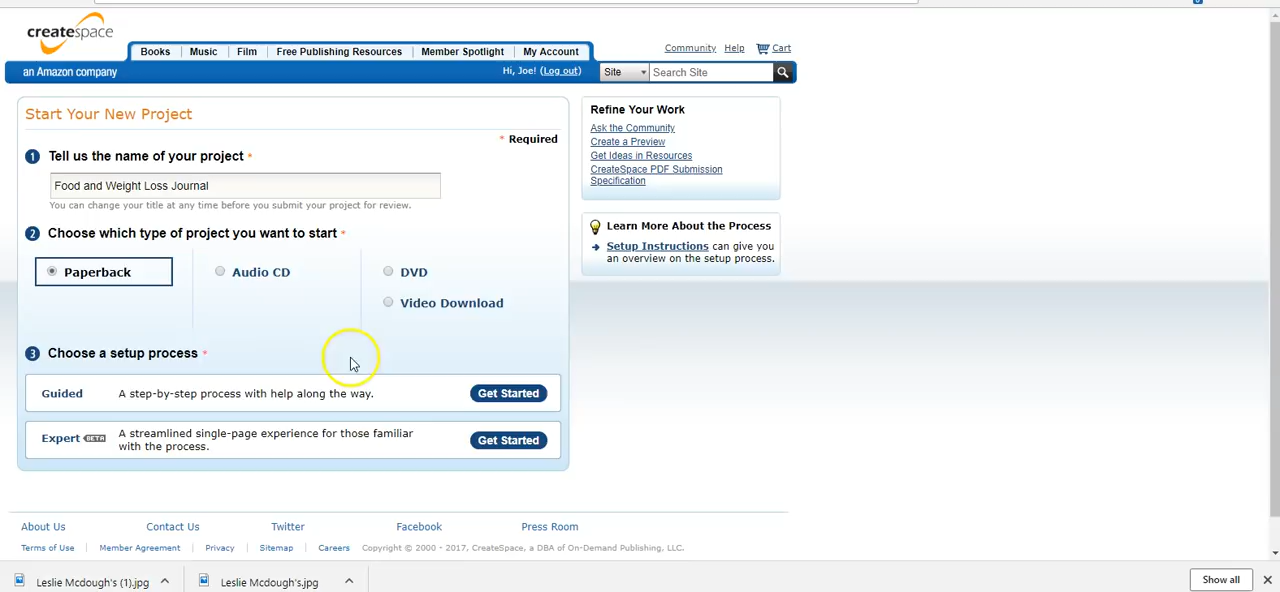 createspace
an Amazon company
Books
Music
Film
Free Publishing Resources
Member Spotlight
My Account
Community
Help
Cart
Hi, Joe! (Log out)
Site
Search Site
Start Your New Project
* Required
1 Tell us the name of your project *
Food and Weight Loss Journal
You can change your title at any time before you submit your project for review.
2 Choose which type of project you want to start *
Paperback
Audio CD
DVD
Video Download
3 Choose a setup process *
Guided
A step-by-step process with help along the way.
Get Started
Expert BETA
A streamlined single-page experience for those familiar
with the process.
Get Started
Refine Your Work
Ask the Community
Create a Preview
Get Ideas in Resources
CreateSpace PDF Submission
Specification
Learn More About the Process
Setup Instructions can give you
an overview on the setup process.
About Us
Contact Us
Twitter
Facebook
Press Room
Terms of Use
Member Agreement
Privacy
Sitemap
Careers
Copyright © 2000 - 2017, CreateSpace, a DBA of On-Demand Publishing, LLC.
Leslie Mcdough's (1).jpg
Leslie Mcdough's.jpg
Show all